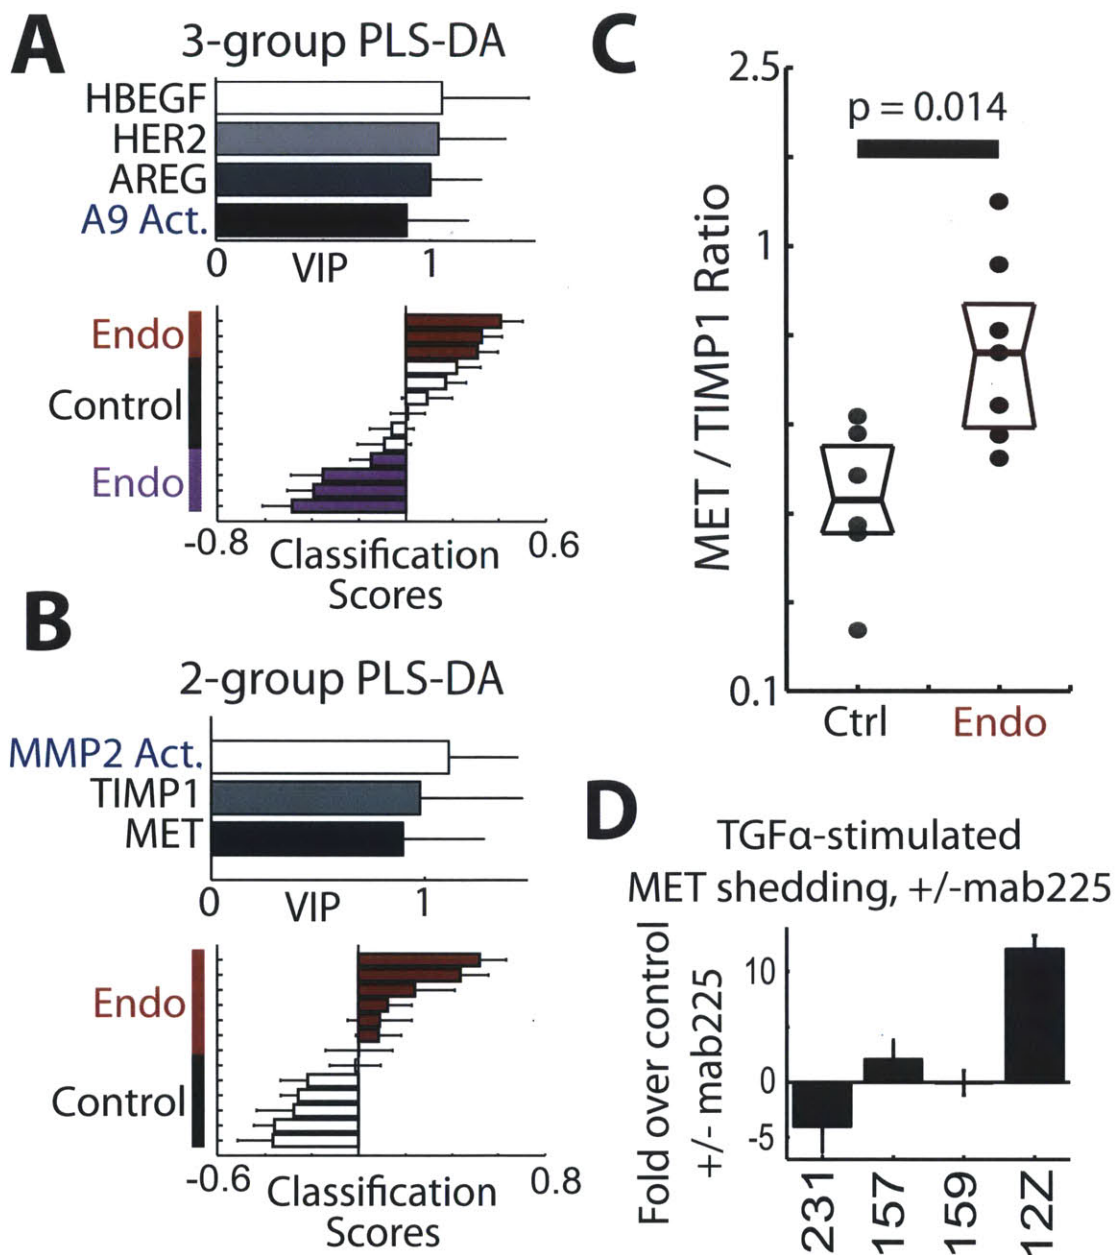 A
3-group PLS-DA
HBEGF
HER2
AREG
A9 Act.
0
VIP
1
Endo
Control
Endo
-0.8
Classification
Scores
0.6
B
2-group PLS-DA
MMP2 Act.
TIMP1
MET
0
VIP
1
Endo
Control
-0.6
Classification
Scores
0.8
C
2.5
p = 0.014
1
MET / TIMP1 Ratio
0.1
Ctrl
Endo
D
TGFα-stimulated
MET shedding, +/-mab225
Fold over control
+/- mab225
10
0
-5
231
157
159
12Z